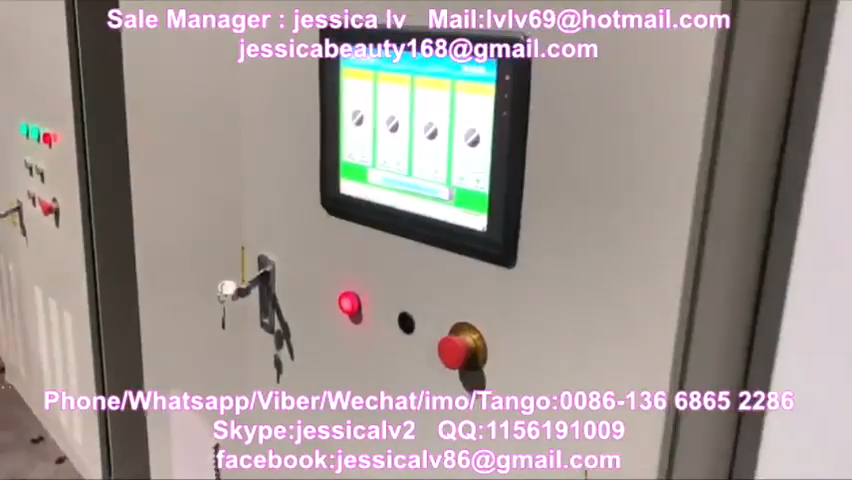 Sale Manager : jessica lv   Mail:lvlv69@hotmail.com
jessicabeauty168@gmail.com
Phone/Whatsapp/Viber/Wechat/imo/Tango:0086-136 6865 2286
Skype:jessicalv2   QQ:1156191009
facebook:jessicalv86@gmail.com